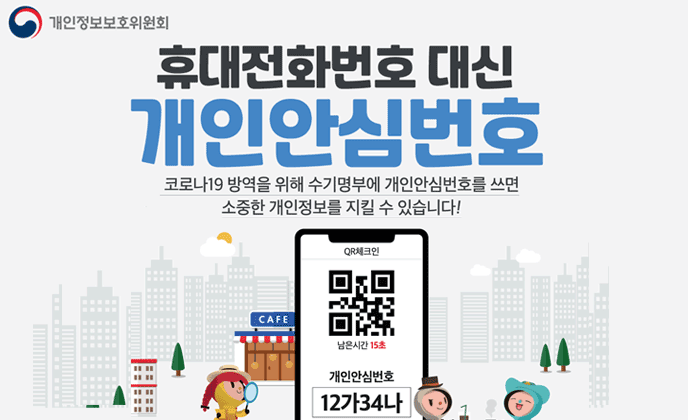 개인정보보호위원회
휴대전화번호 대신
개인안심번호
코로나19 방역을 위해 수기명부에 개인안심번호를 쓰면
소중한 개인정보를 지킬 수 있습니다!
QR체크인
남은시간 15초
CAFE
개인안심번호
12가34나